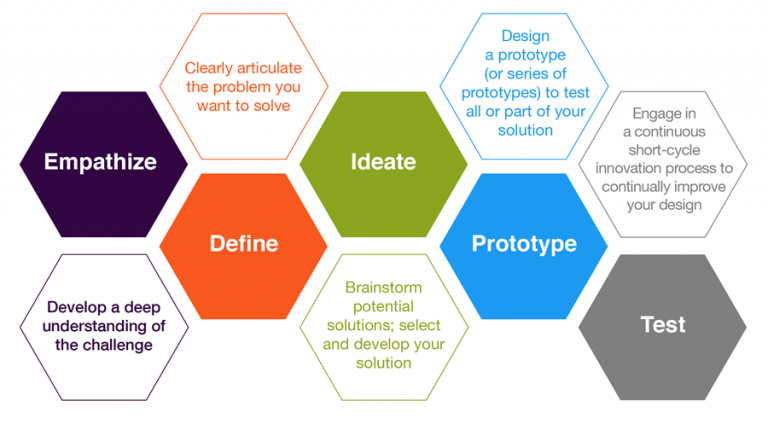 Empathize
Develop a deep
understanding of
the challenge
Clearly articulate
the problem you
want to solve
Define
Ideate
Brainstorm
potential
solutions; select
and develop your
solution
Design
a prototype
(or series of
prototypes) to test
all or part of your
solution
Prototype
Engage in
a continuous
short-cycle
innovation process to
continually improve
your design
Test